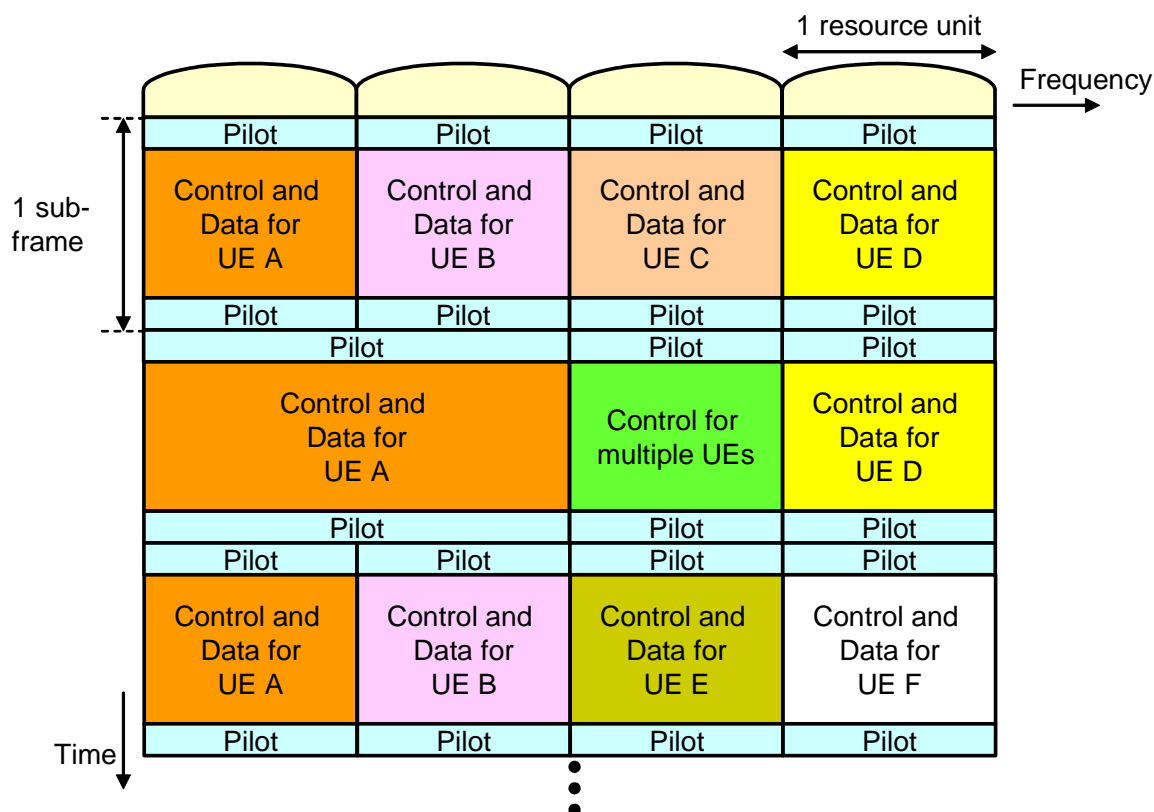 1 resource unit
Frequency
Pilot Pilot Pilot Pilot
1 sub-
frame
Control and
Data for
UE A
Control and
Data for
UE B
Control and
Data for
UE C
Control and
Data for
UE D
Pilot Pilot Pilot Pilot
Pilot Pilot Pilot
Control and
Data for
UE A
Control for
multiple UEs
Control and
Data for
UE D
Pilot Pilot Pilot
Pilot Pilot Pilot Pilot
Control and
Data for
UE A
Control and
Data for
UE B
Control and
Data for
UE E
Control and
Data for
UE F
Pilot Pilot Pilot Pilot
Time